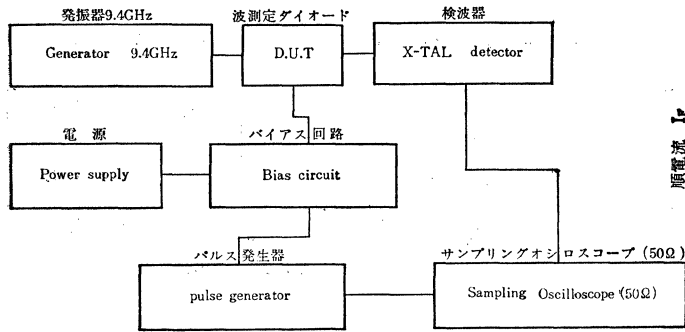 発振器9.4GHz
波測定ダイオード
検波器
Generator 9.4GHz
D.U.T
X-TAL detector
電源
バイアス回路
Power supply
Bias circuit
順電流 IF
パルス発生器
サンプリングオシロスコープ(50Ω)
pulse generator
Sampling Oscilloscope (50Ω)